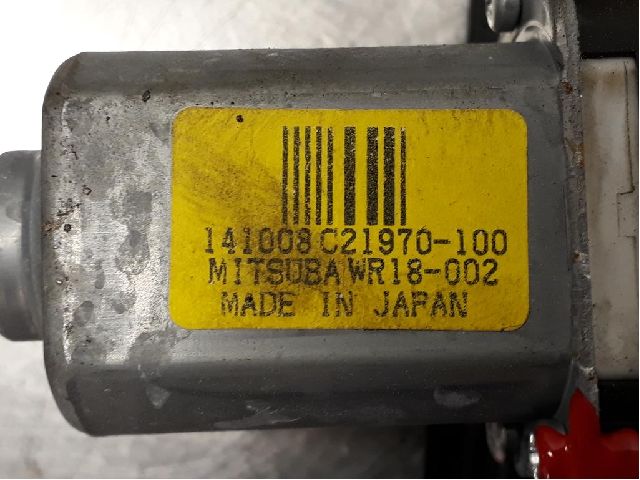 141008 C21970-100
MITSUBA WR18-002
MADE IN JAPAN